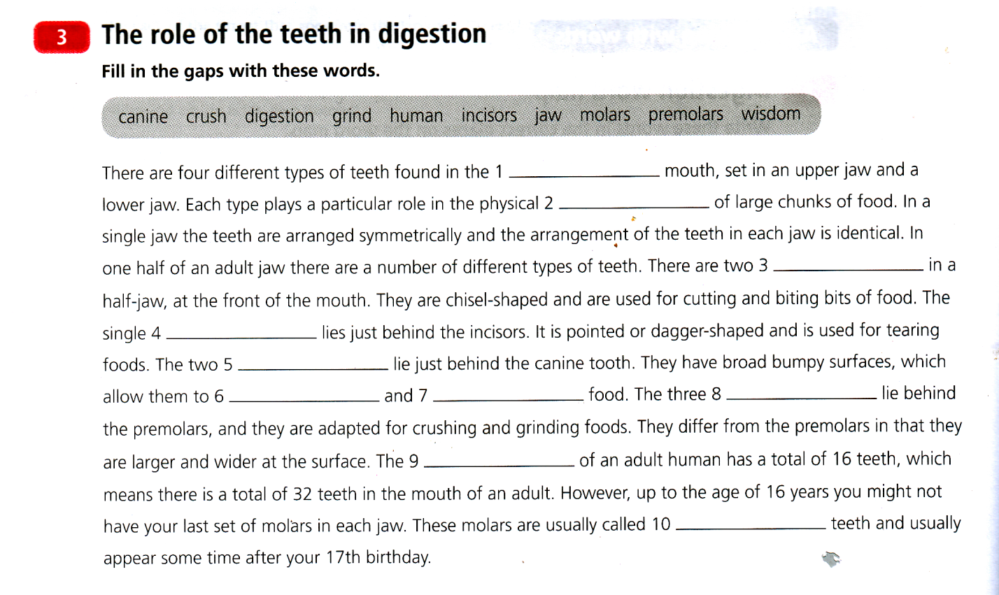 3 The role of the teeth in digestion
Fill in the gaps with these words.
canine crush digestion grind human incisors jaw molars premolars wisdom
There are four different types of teeth found in the 1 ____________ mouth, set in an upper jaw and a
lower jaw. Each type plays a particular role in the physical 2 ____________ of large chunks of food. In a
single jaw the teeth are arranged symmetrically and the arrangement of the teeth in each jaw is identical. In
one half of an adult jaw there are a number of different types of teeth. There are two 3 ____________ in a
half-jaw, at the front of the mouth. They are chisel-shaped and are used for cutting and biting bits of food. The
single 4 ____________ lies just behind the incisors. It is pointed or dagger-shaped and is used for tearing
foods. The two 5 ____________ lie just behind the canine tooth. They have broad bumpy surfaces, which
allow them to 6 ____________ and 7 ____________ food. The three 8 ____________ lie behind
the premolars, and they are adapted for crushing and grinding foods. They differ from the premolars in that they
are larger and wider at the surface. The 9 ____________ of an adult human has a total of 16 teeth, which
means there is a total of 32 teeth in the mouth of an adult. However, up to the age of 16 years you might not
have your last set of molars in each jaw. These molars are usually called 10 ____________ teeth and usually
appear some time after your 17th birthday.